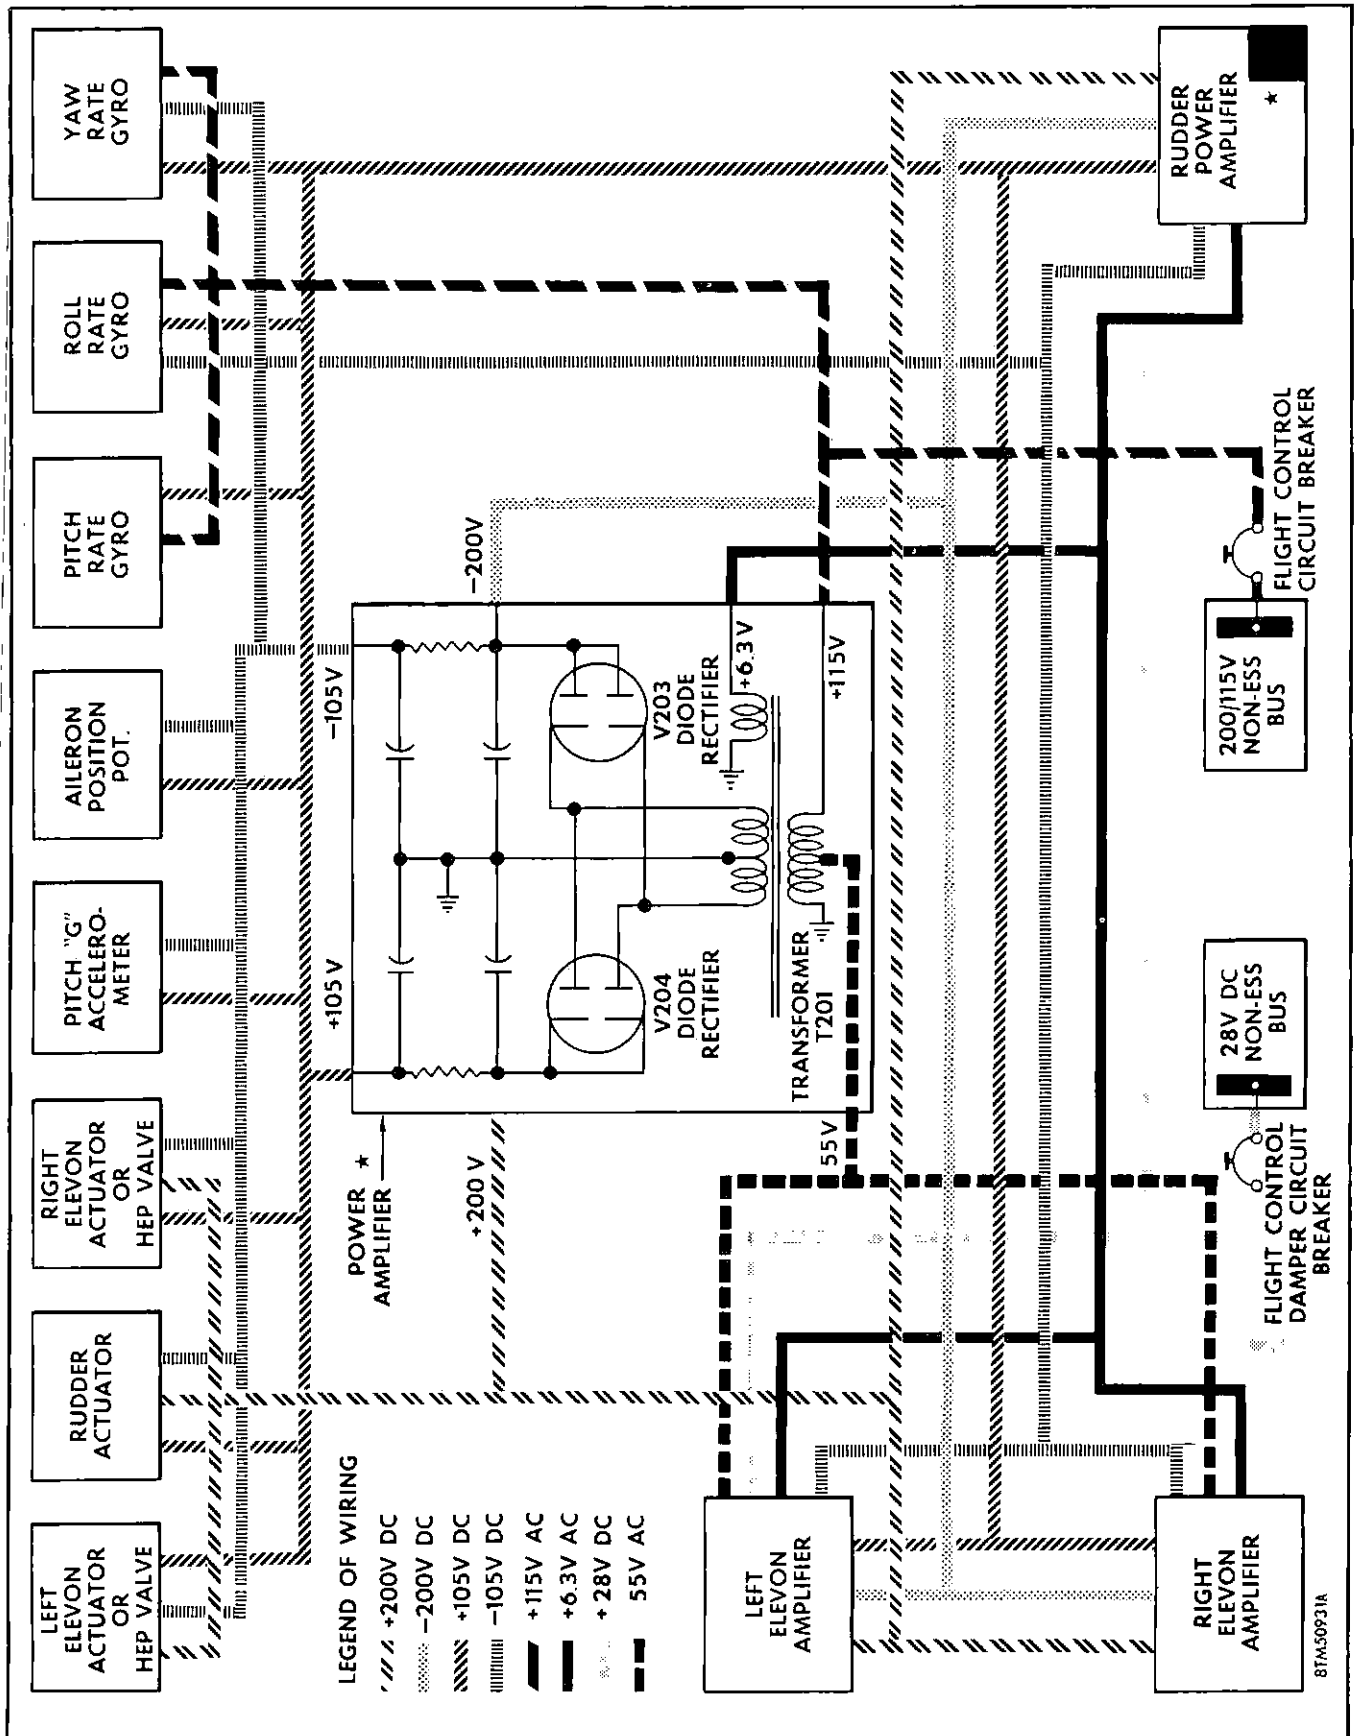 LEFT
ELEVON
ACTUATOR
OR
HEP VALVE
RUDDER
ACTUATOR
RIGHT
ELEVON
ACTUATOR
OR
HEP VALVE
PITCH "G"
ACCELERO-
METER
AILERON
POSITION
POT.
PITCH
RATE
GYRO
ROLL
RATE
GYRO
YAW
RATE
GYRO
LEGEND OF WIRING
+200V DC
−200V DC
+105V DC
−105V DC
+115V AC
+6.3V AC
+28V DC
55V AC
POWER ★
AMPLIFIER
+200V
+105V
−105V
−200V
V204
DIODE
RECTIFIER
V203
DIODE
RECTIFIER
+6.3V
TRANSFORMER
T201
+115V
55V
LEFT
ELEVON
AMPLIFIER
RIGHT
ELEVON
AMPLIFIER
FLIGHT CONTROL
DAMPER CIRCUIT
BREAKER
28V DC
NON-ESS
BUS
200/115V
NON-ESS
BUS
FLIGHT CONTROL
CIRCUIT BREAKER
RUDDER
POWER
AMPLIFIER
★
8TM50931A